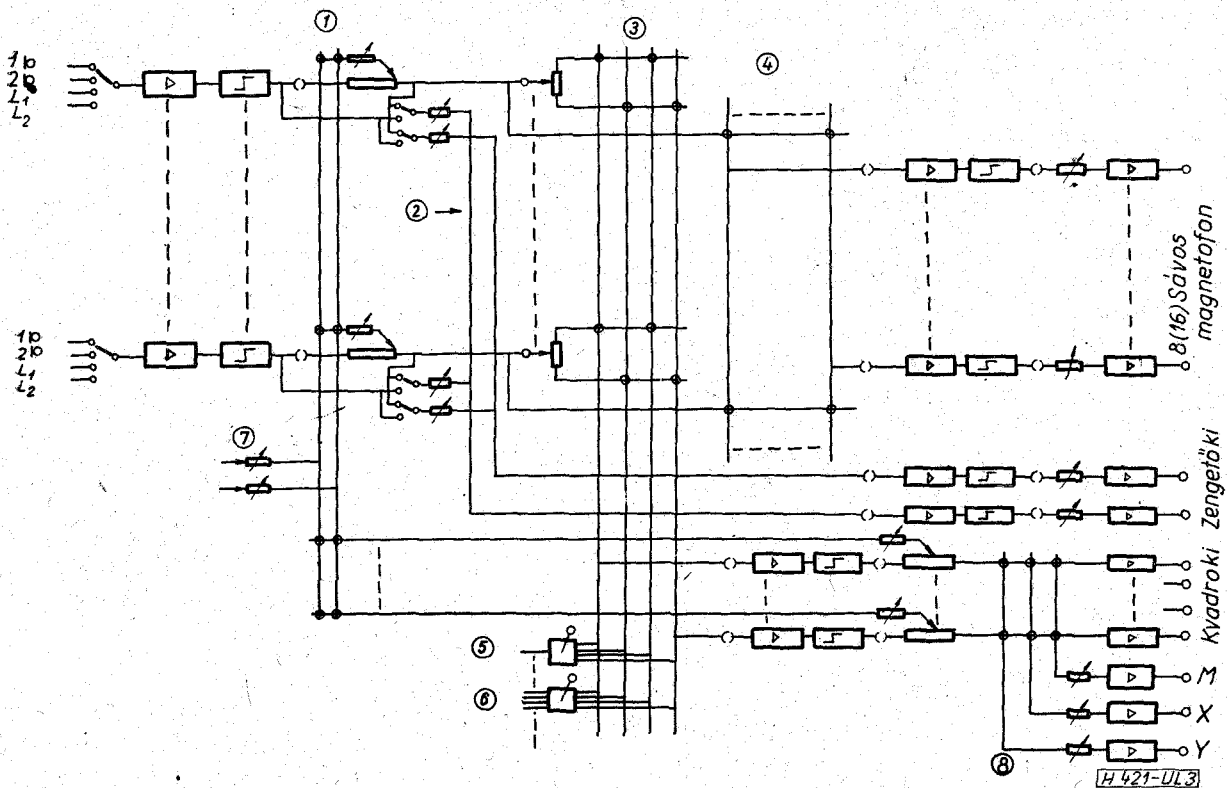 1
3
4
1
2
L1
L2
2
8(16) Sávos
magnetofon
1
2
L1
L2
7
Zengetőki
Kvadroki
5
6
M
X
Y
8
H 421-UL3